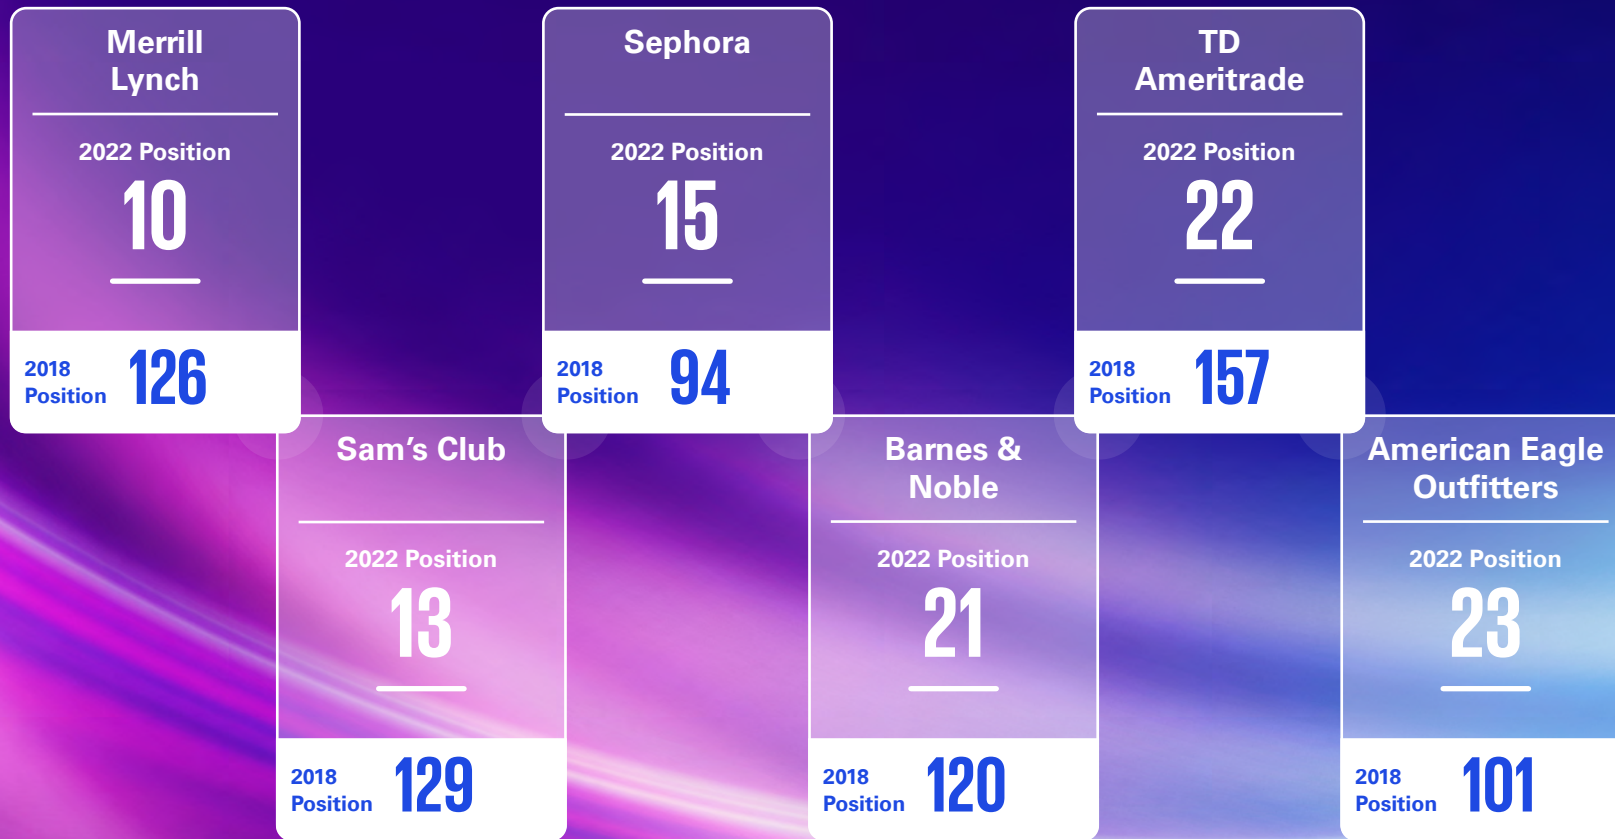 Merrill
Lynch
2022 Position
10
2018
Position
126
Sam’s Club
2022 Position
13
2018
Position
129
Sephora
2022 Position
15
2018
Position
94
Barnes &
Noble
2022 Position
21
2018
Position
120
TD
Ameritrade
2022 Position
22
2018
Position
157
American Eagle
Outfitters
2022 Position
23
2018
Position
101